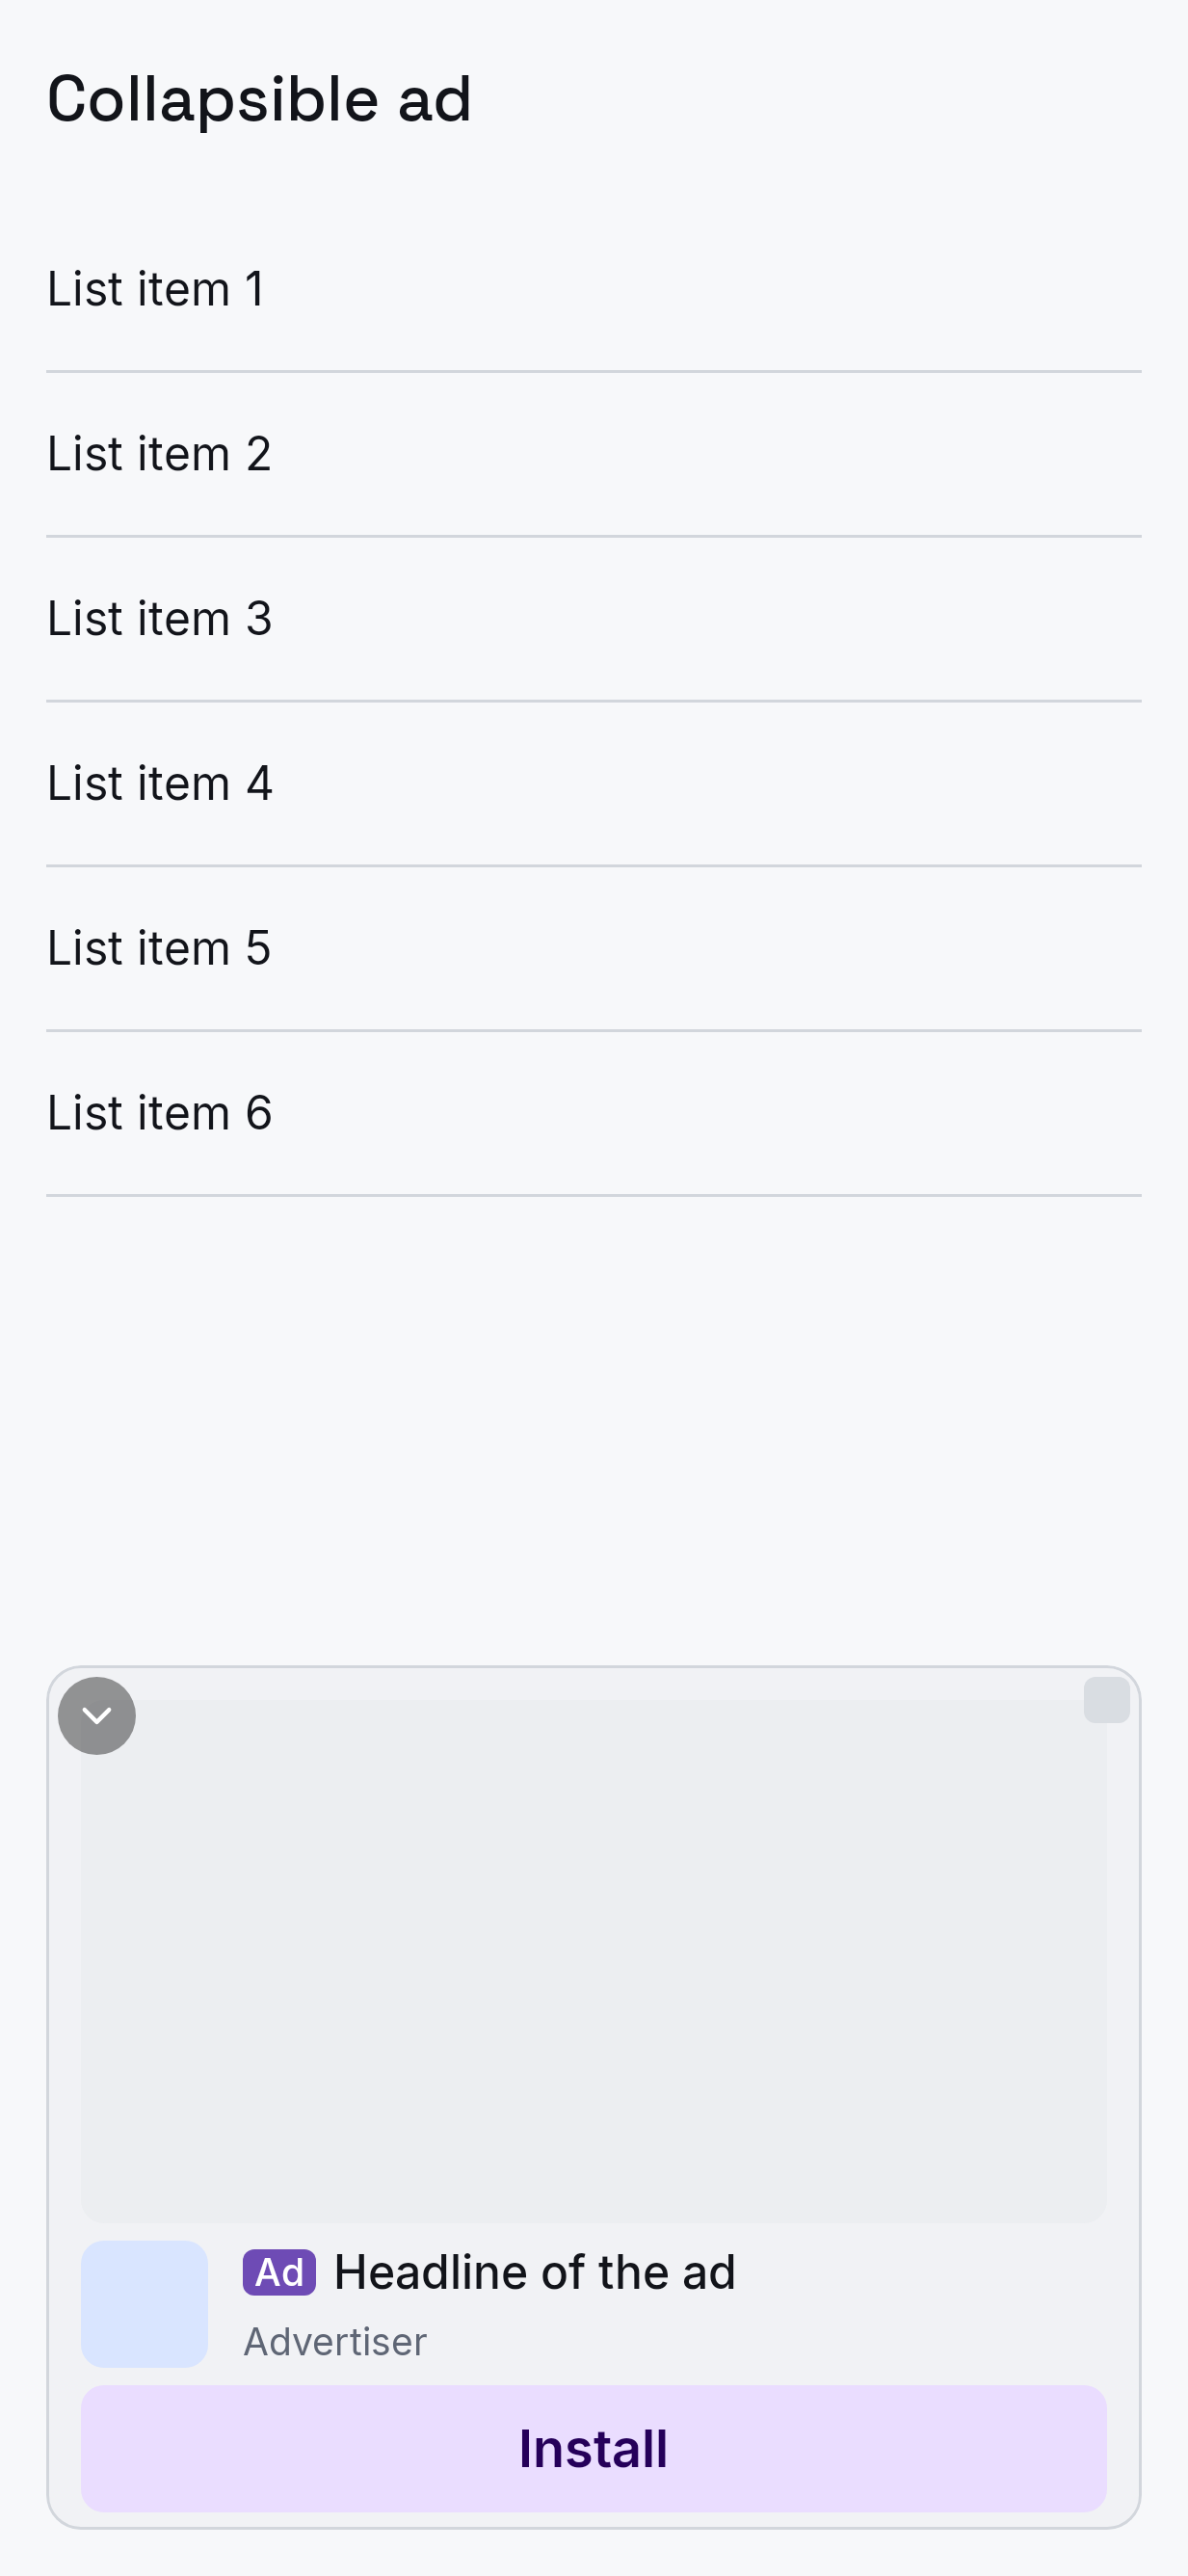 Collapsible ad
List item 1
List item 2
List item 3
List item 4
List item 5
List item 6
Ad Headline of the ad
Advertiser
Install